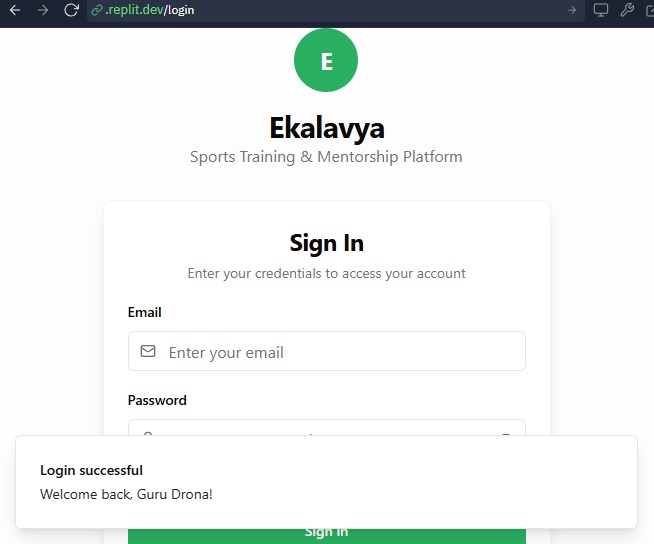 .replit.dev/login
E
Ekalavya
Sports Training & Mentorship Platform
Sign In
Enter your credentials to access your account
Email
Enter your email
Password
Login successful
Welcome back, Guru Drona!
Sign In